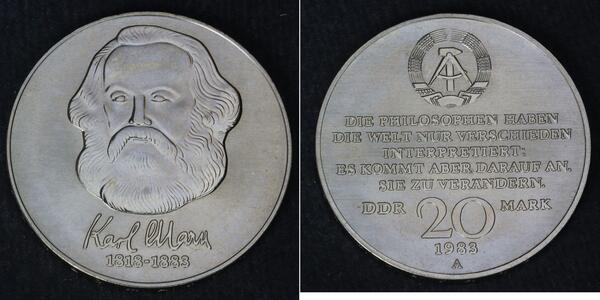 Karl Marx
1818-1883
DIE PHILOSOPHEN HABEN
DIE WELT NUR VERSCHIEDEN
INTERPRETIERT;
ES KOMMT ABER DARAUF AN,
SIE ZU VERÄNDERN.
DDR 20 MARK
1983
A